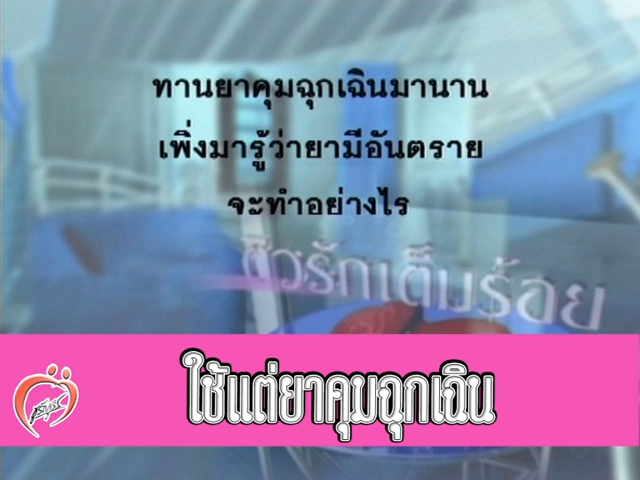 ทานยาคุมฉุกเฉินมานาน
เพิ่งมารู้ว่ายามีอันตราย
จะทำอย่างไร
ติวรักเต็มร้อย
ใช้แต่ยาคุมฉุกเฉิน